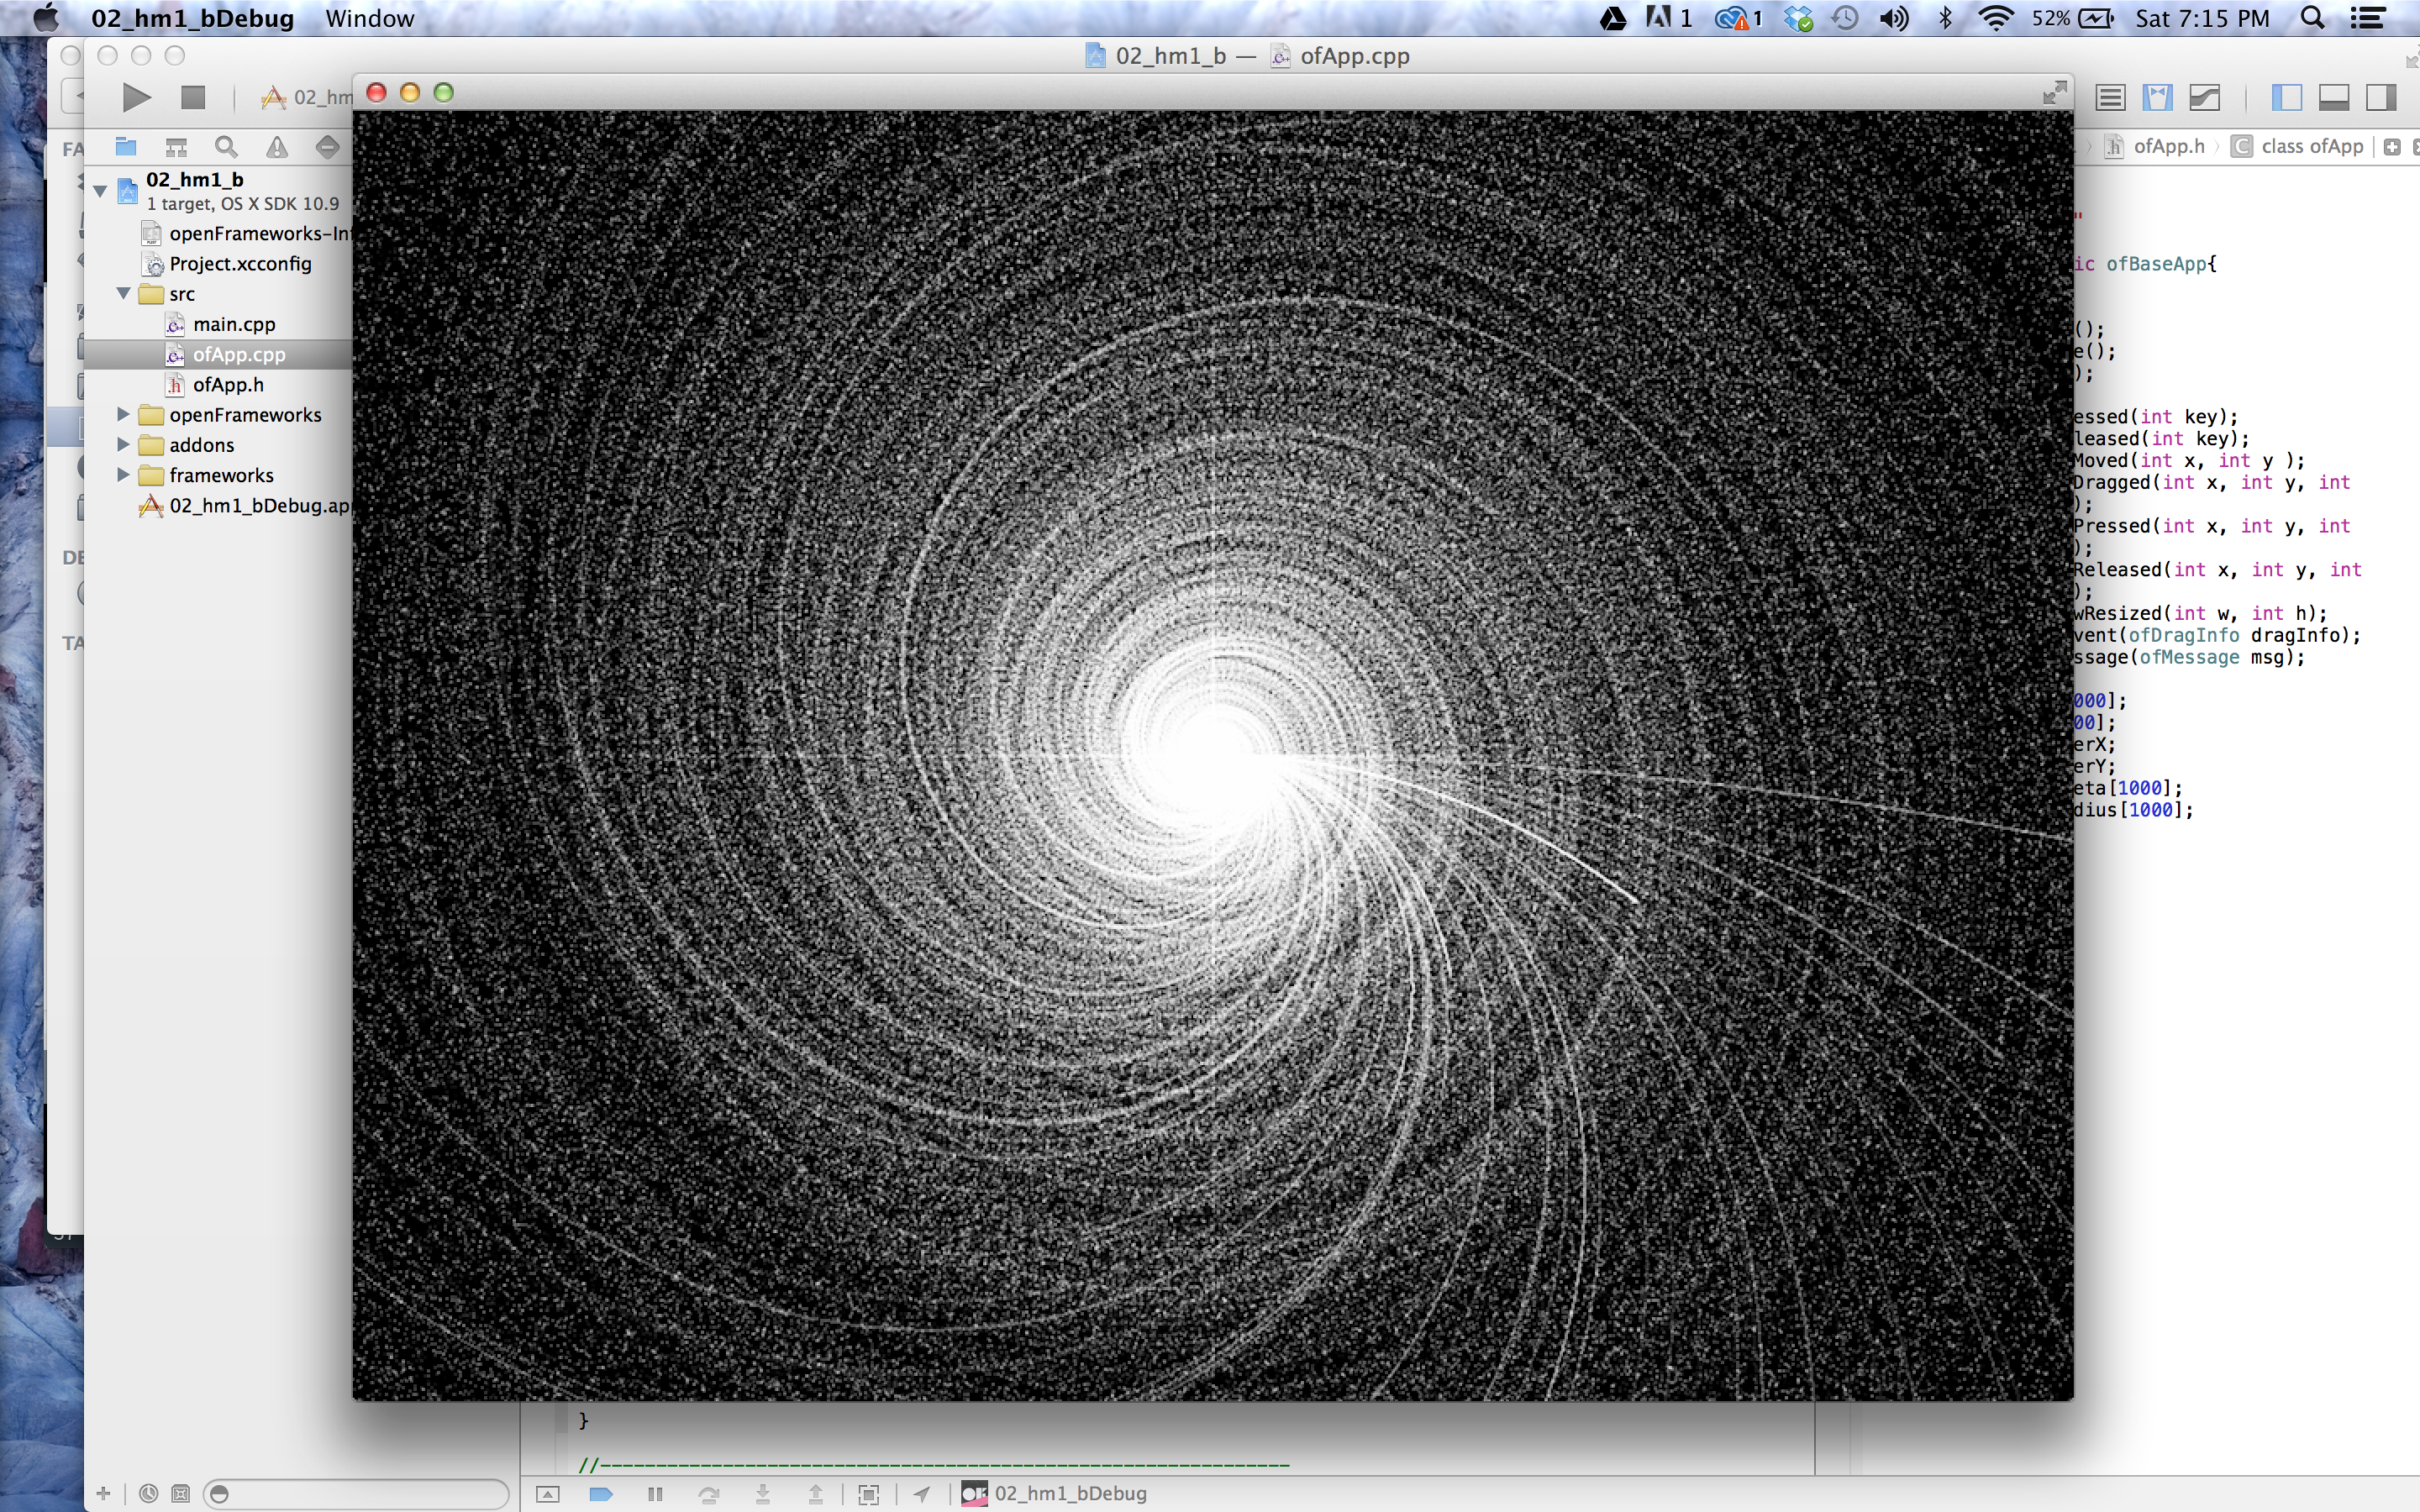 02_hm1_bDebug Window 1 1 52% Sat 7:15 PM
02_hm1_b — ofApp.cpp
02_hm
FA
ofApp.h class ofApp
02_hm1_b
1 target, OS X SDK 10.9
openFrameworks-In
Project.xcconfig
src
main.cpp
ofApp.cpp
ofApp.h
openFrameworks
addons
frameworks
02_hm1_bDebug.ap
DE
TA
"
ic ofBaseApp{
();
e();
);
essed(int key);
leased(int key);
Moved(int x, int y );
Dragged(int x, int y, int
);
Pressed(int x, int y, int
);
Released(int x, int y, int
);
wResized(int w, int h);
vent(ofDragInfo dragInfo);
ssage(ofMessage msg);
000];
00];
erX;
erY;
eta[1000];
dius[1000];
}
//--------------------------------------------------------------
02_hm1_bDebug